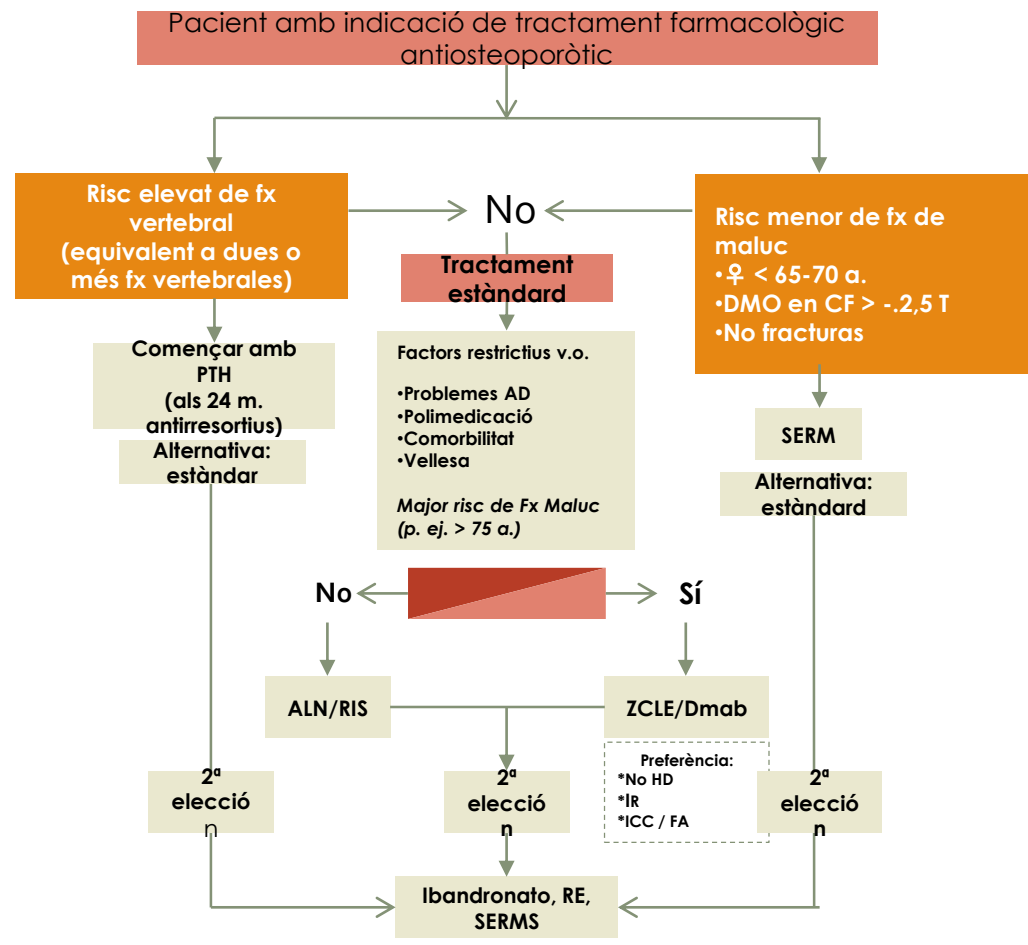 Pacient amb indicació de tractament farmacològic
antiosteoporòtic
Risc elevat de fx
vertebral
(equivalent a dues o
més fx vertebrales)
No
Risc menor de fx de
maluc
•♀ < 65-70 a.
•DMO en CF > -.2,5 T
•No fracturas
Tractament
estàndard
Començar amb
PTH
(als 24 m.
antirresortius)
Alternativa:
estàndar
Factors restrictius v.o.
•Problemes AD
•Polimedicació
•Comorbilitat
•Vellesa
Major risc de Fx Maluc
(p. ej. > 75 a.)
SERM
Alternativa:
estàndard
No
Sí
ALN/RIS
ZCLE/Dmab
Preferència:
*No HD
*IR
*ICC / FA
2ª
elecció
n
2ª
elecció
n
2ª
elecció
n
Ibandronato, RE,
SERMS